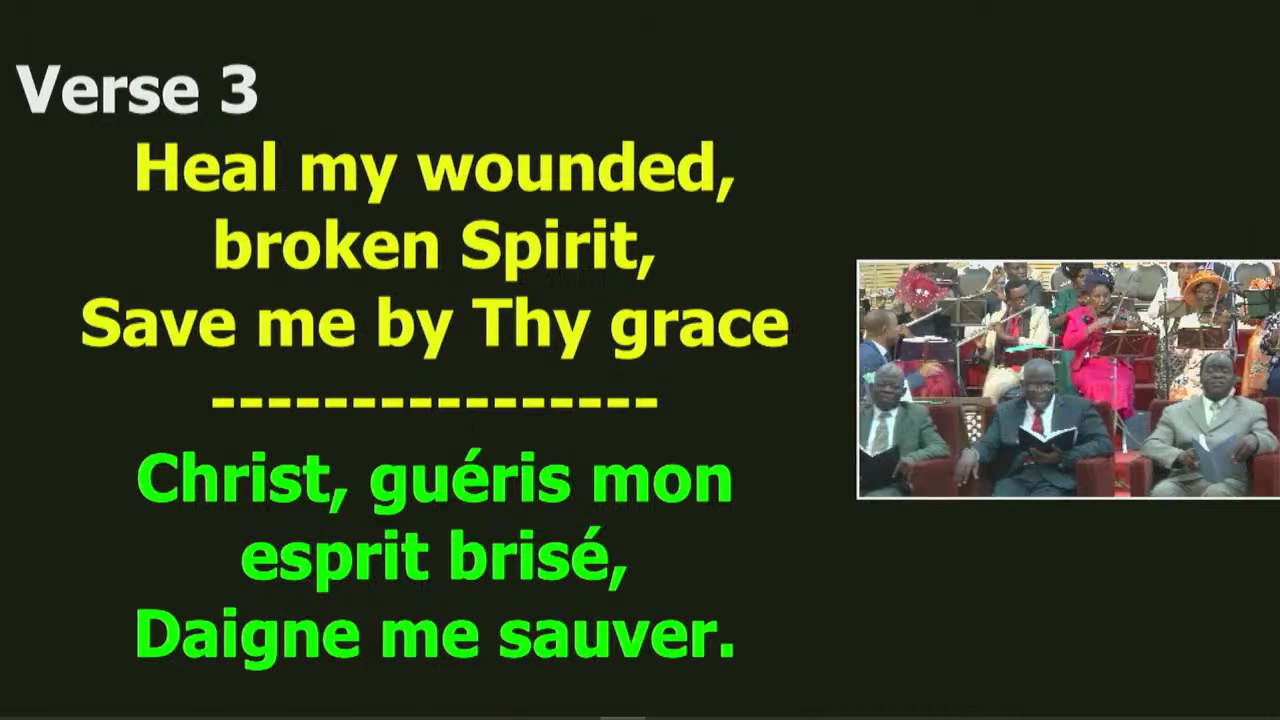 Verse 3
Heal my wounded,
broken Spirit,
Save me by Thy grace
----------------
Christ, guéris mon
esprit brisé,
Daigne me sauver.